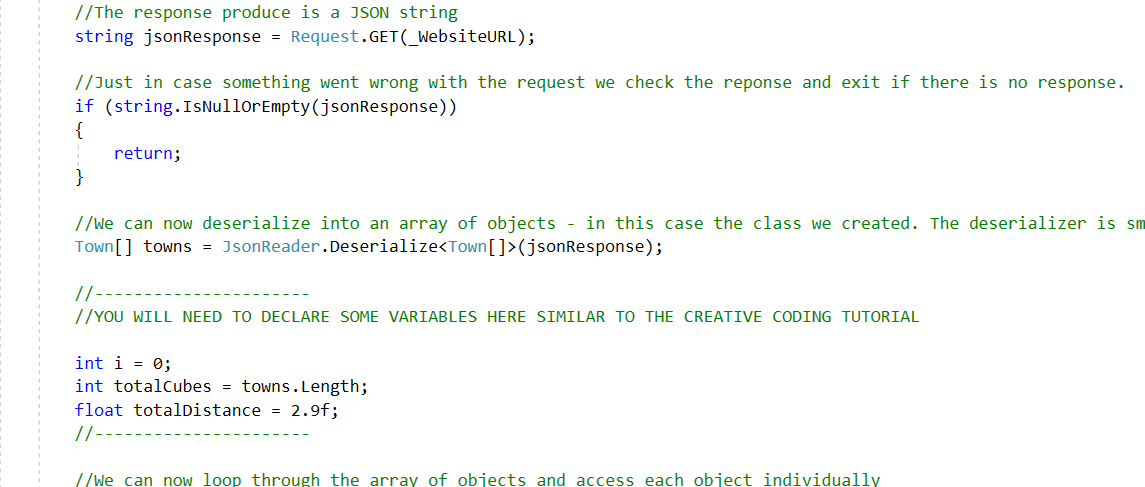 //The response produce is a JSON string
string jsonResponse = Request.GET(_WebsiteURL);
//Just in case something went wrong with the request we check the reponse and exit if there is no response.
if (string.IsNullOrEmpty(jsonResponse))
{
return;
}
//We can now deserialize into an array of objects - in this case the class we created. The deserializer is sm
Town[] towns = JsonReader.Deserialize<Town[]>(jsonResponse);
//----------------------
//YOU WILL NEED TO DECLARE SOME VARIABLES HERE SIMILAR TO THE CREATIVE CODING TUTORIAL
int i = 0;
int totalCubes = towns.Length;
float totalDistance = 2.9f;
//----------------------
//We can now loop through the array of objects and access each object individually